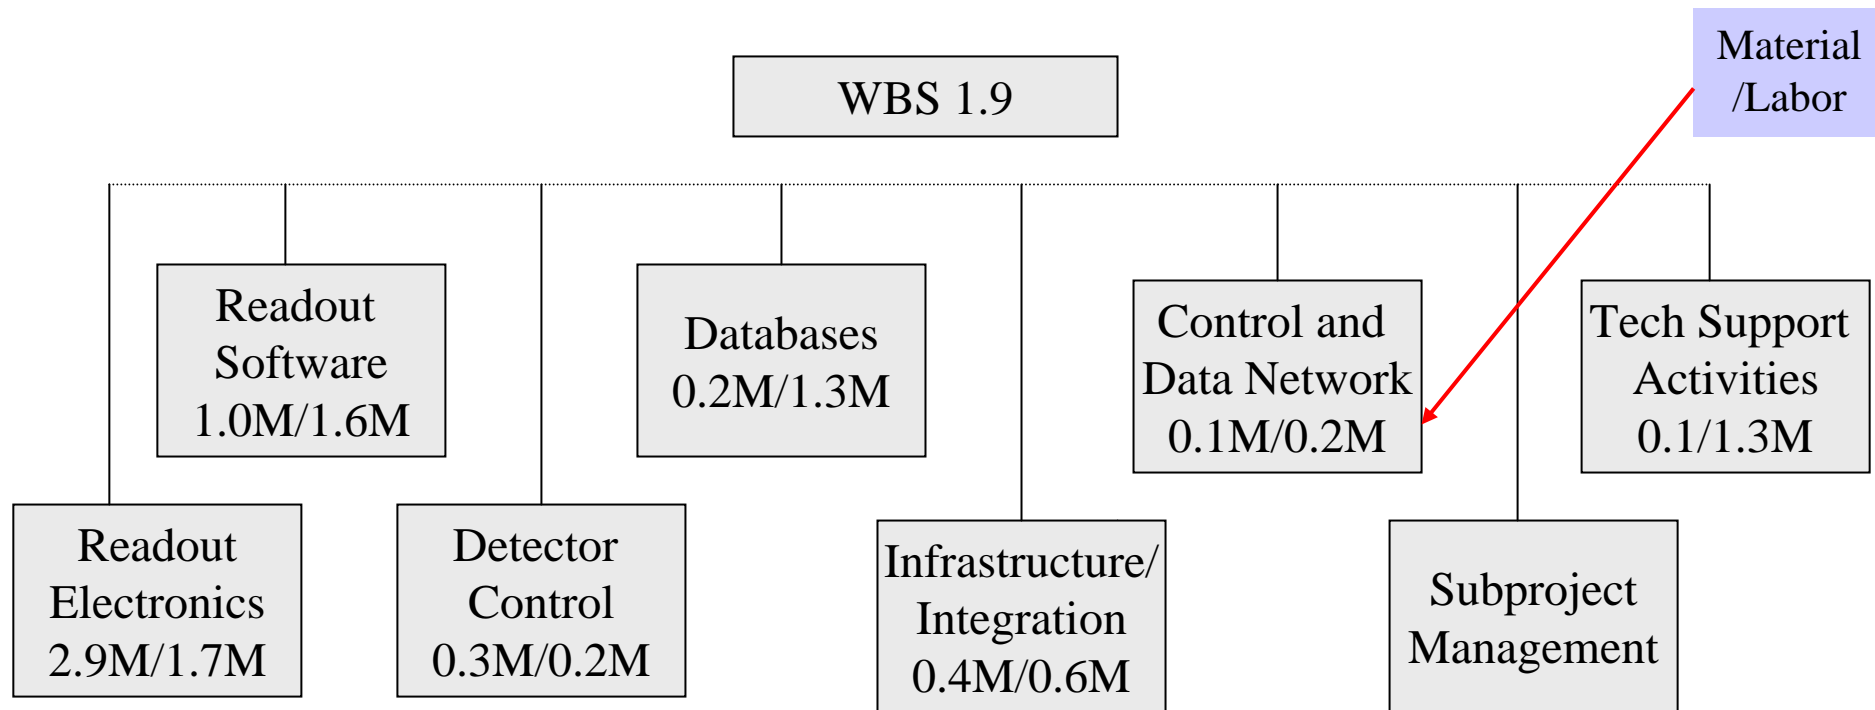 Material
/Labor
WBS 1.9
Readout
Software
1.0M/1.6M
Databases
0.2M/1.3M
Control and
Data Network
0.1M/0.2M
Tech Support
Activities
0.1/1.3M
Readout
Electronics
2.9M/1.7M
Detector
Control
0.3M/0.2M
Infrastructure/
Integration
0.4M/0.6M
Subproject
Management